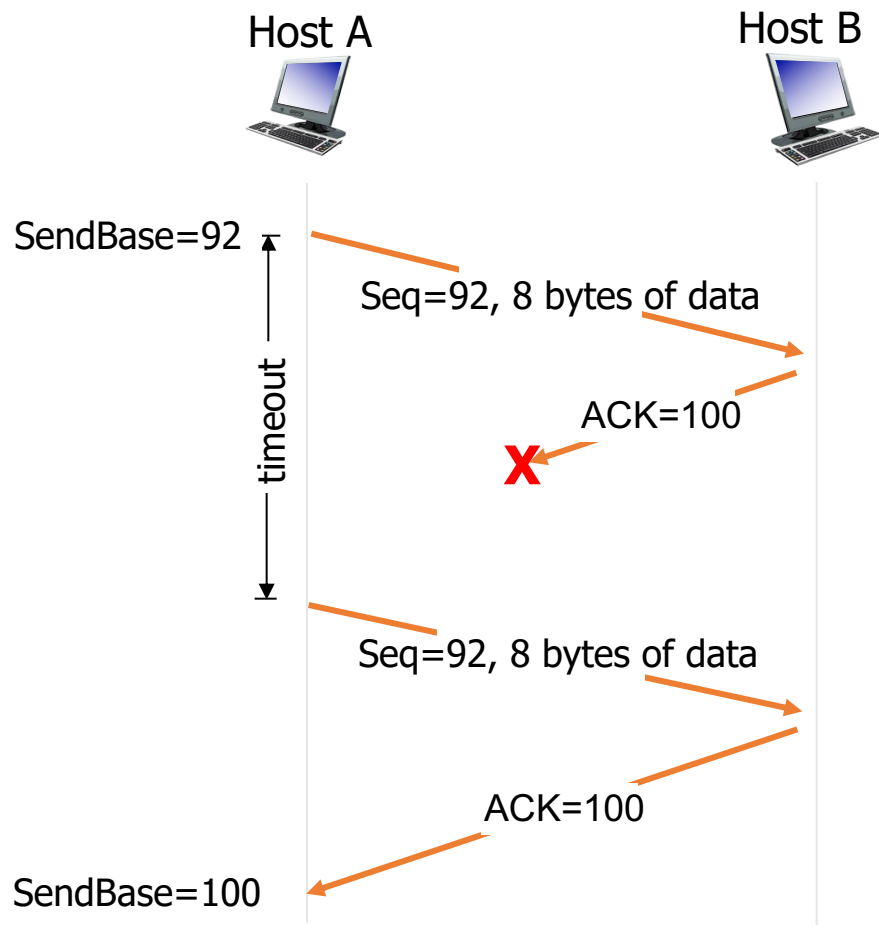 Host A
Host B
SendBase=92
Seq=92, 8 bytes of data
timeout
ACK=100
X
Seq=92, 8 bytes of data
ACK=100
SendBase=100